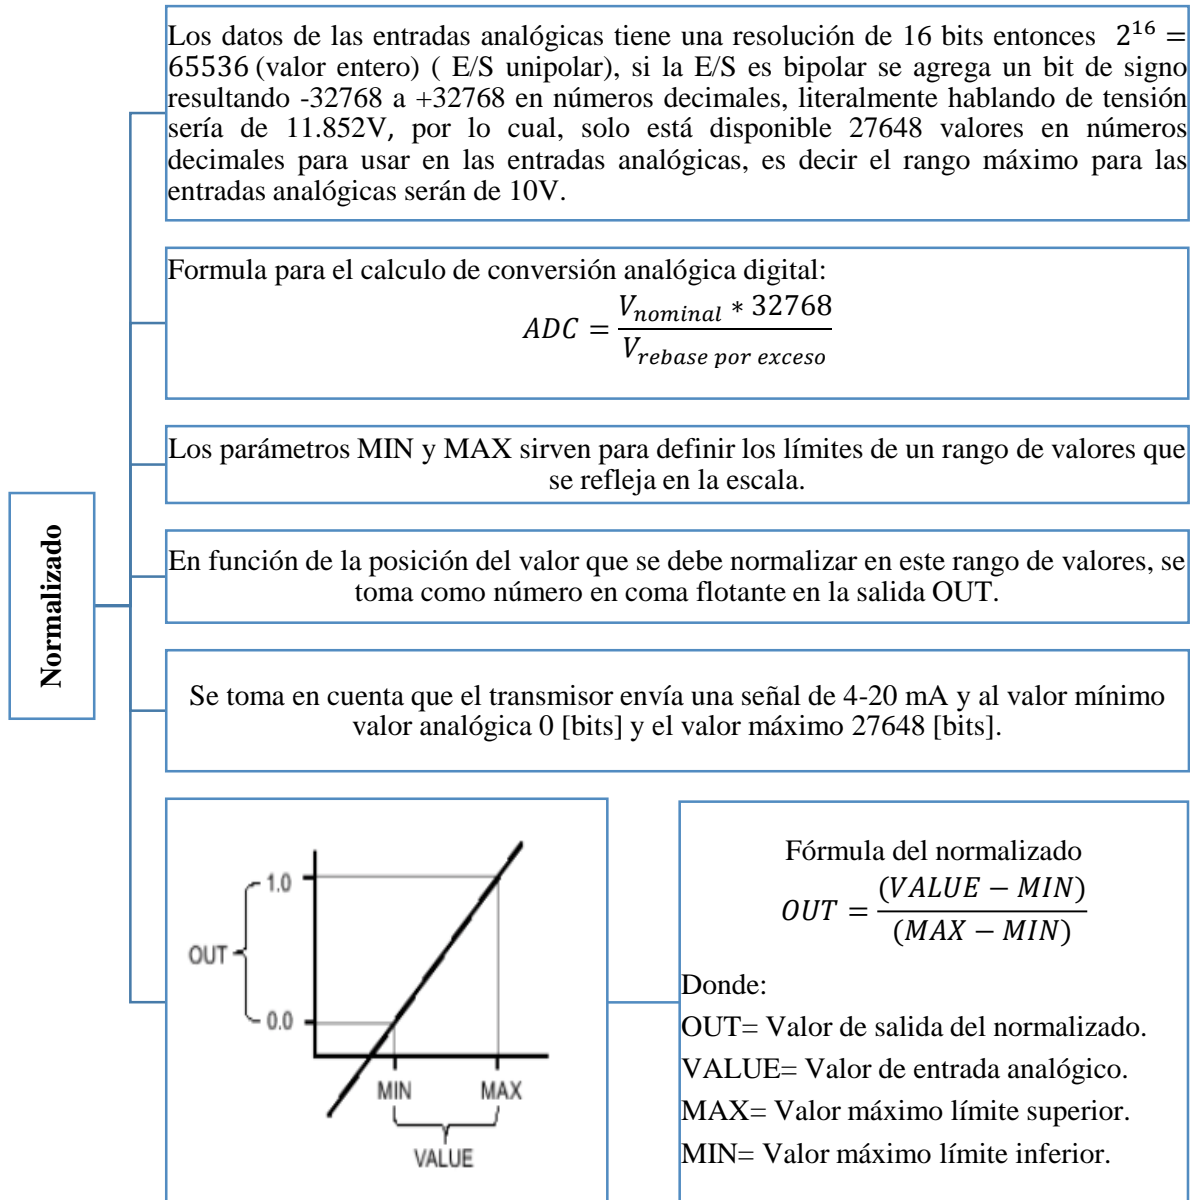 Los datos de las entradas analógicas tiene una resolución de 16 bits entonces 2¹⁶ =
65536 (valor entero) ( E/S unipolar), si la E/S es bipolar se agrega un bit de signo
resultando -32768 a +32768 en números decimales, literalmente hablando de tensión
sería de 11.852V, por lo cual, solo está disponible 27648 valores en números
decimales para usar en las entradas analógicas, es decir el rango máximo para las
entradas analógicas serán de 10V.
Formula para el calculo de conversión analógica digital:
ADC = (V_nominal * 32768) / V_rebase por exceso
Los parámetros MIN y MAX sirven para definir los límites de un rango de valores que
se refleja en la escala.
Normalizado
En función de la posición del valor que se debe normalizar en este rango de valores, se
toma como número en coma flotante en la salida OUT.
Se toma en cuenta que el transmisor envía una señal de 4-20 mA y al valor mínimo
valor analógica 0 [bits] y el valor máximo 27648 [bits].
1.0
OUT
0.0
MIN MAX
VALUE
Fórmula del normalizado
OUT = (VALUE − MIN) / (MAX − MIN)
Donde:
OUT= Valor de salida del normalizado.
VALUE= Valor de entrada analógico.
MAX= Valor máximo límite superior.
MIN= Valor máximo límite inferior.